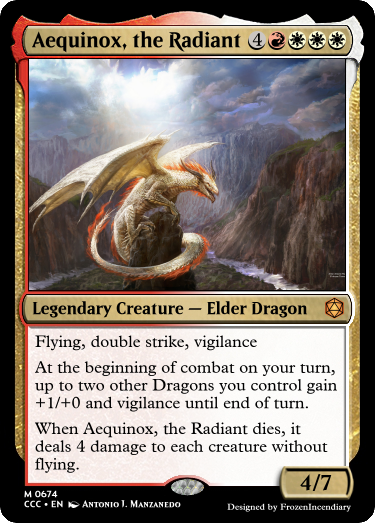 Aequinox, the Radiant 4
Legendary Creature — Elder Dragon
Flying, double strike, vigilance
At the beginning of combat on your turn,
up to two other Dragons you control gain
+1/+0 and vigilance until end of turn.
When Aequinox, the Radiant dies, it
deals 4 damage to each creature without
flying.
4/7
M 0674
CCC • EN Antonio J. Manzanedo
Designed by FrozenIncendiary